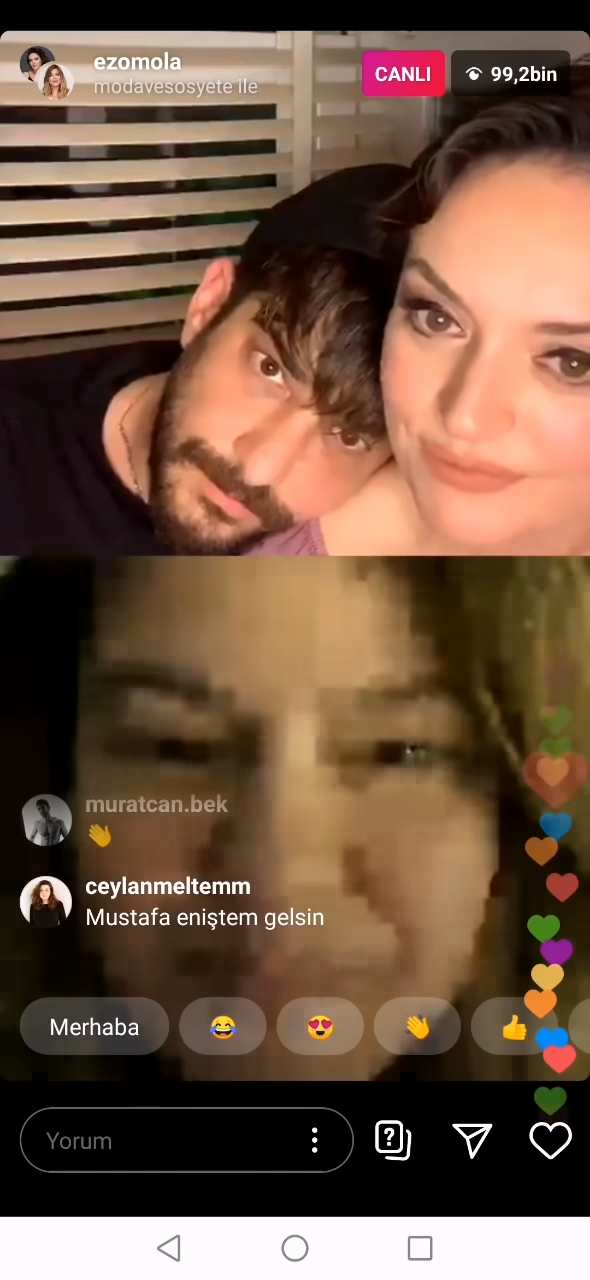 ezomola
modavesosyete ile
CANLI
99,2bin
muratcan.bek
👋
ceylanmeltemm
Mustafa eniştem gelsin
Merhaba
😂
😍
👋
👍
Yorum